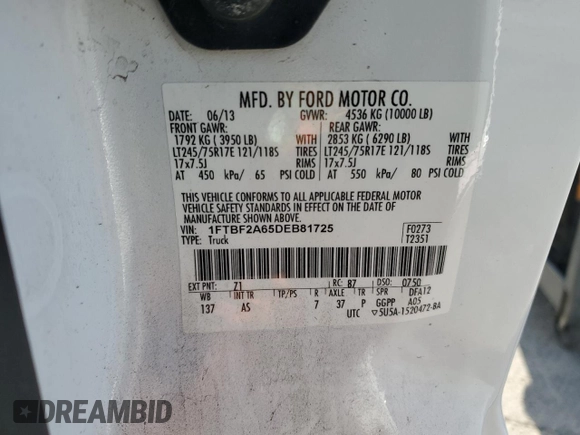 MFD. BY FORD MOTOR CO.
DATE: 06/13 GVWR: 4536 KG (10000 LB)
FRONT GAWR: REAR GAWR:
1792 KG ( 3950 LB) WITH 2853 KG ( 6290 LB) WITH
LT245/75R17E 121/118S TIRES LT245/75R17E 121/118S TIRES
17x7.5J RIMS 17x7.5J RIMS
AT 450 kPa/ 65 PSI COLD AT 550 kPa/ 80 PSI COLD
THIS VEHICLE CONFORMS TO ALL APPLICABLE FEDERAL MOTOR
VEHICLE SAFETY STANDARDS IN EFFECT ON THE DATE OF
MANUFACTURE SHOWN ABOVE.
VIN: 1FTBF2A65DEB81725 F0273
TYPE: Truck T2351
EXT PNT: Z1 RC: 87 DSO: 0750
WB INT TR TP/PS R AXLE TR SPR DFA12
137 AS 7 37 P GGPP A05
UTC 5USA-1520472-BA
DREAMBID